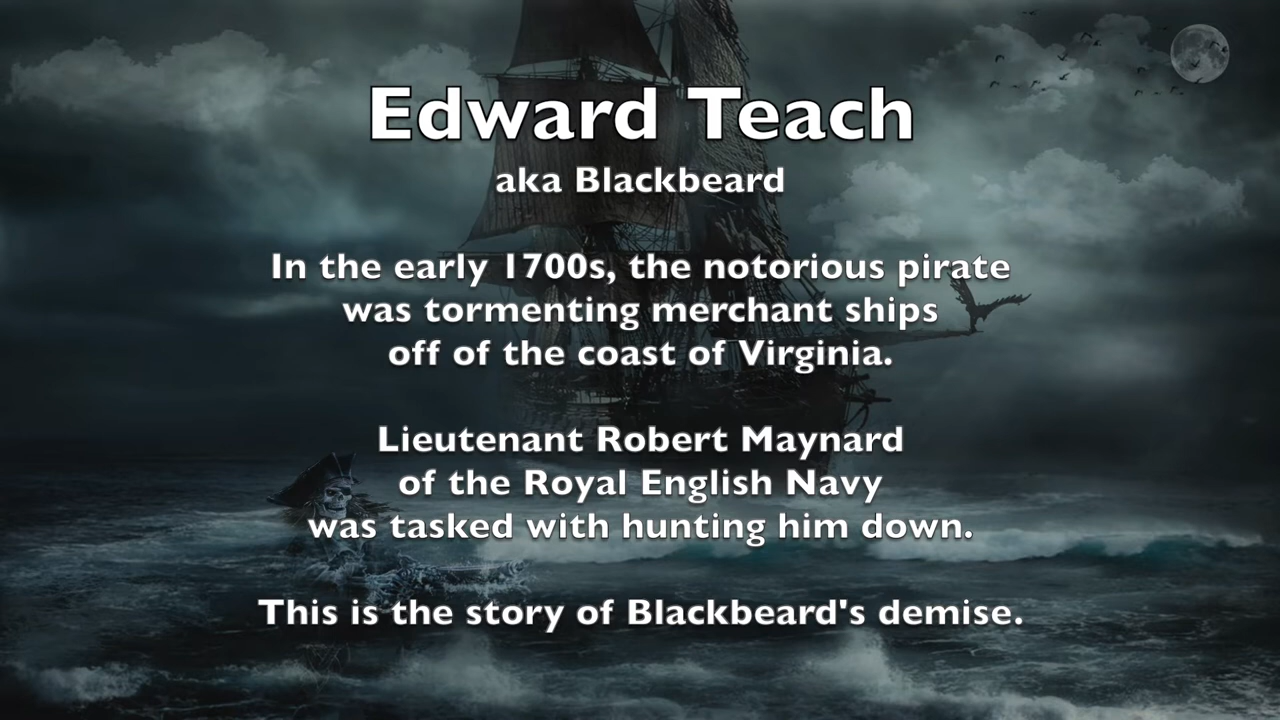 Edward Teach
aka Blackbeard
In the early 1700s, the notorious pirate
was tormenting merchant ships
off of the coast of Virginia.
Lieutenant Robert Maynard
of the Royal English Navy
was tasked with hunting him down.
This is the story of Blackbeard's demise.